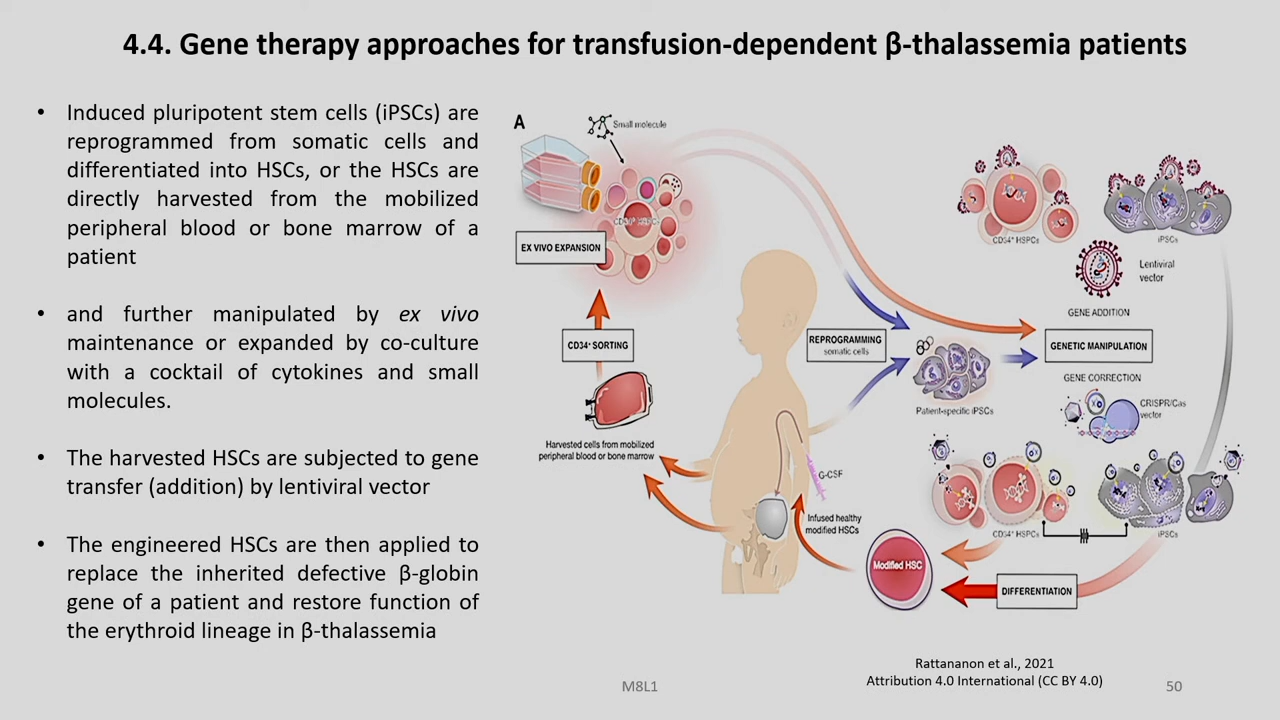 4.4. Gene therapy approaches for transfusion-dependent β-thalassemia patients
• Induced pluripotent stem cells (iPSCs) are
reprogrammed from somatic cells and
differentiated into HSCs, or the HSCs are
directly harvested from the mobilized
peripheral blood or bone marrow of a
patient
• and further manipulated by ex vivo
maintenance or expanded by co-culture
with a cocktail of cytokines and small
molecules.
• The harvested HSCs are subjected to gene
transfer (addition) by lentiviral vector
• The engineered HSCs are then applied to
replace the inherited defective β-globin
gene of a patient and restore function of
the erythroid lineage in β-thalassemia
A
Small molecule
CD34⁺ HSPCs
EX VIVO EXPANSION
CD34⁺ SORTING
Harvested cells from mobilized
peripheral blood or bone marrow
G-CSF
Infused healthy
modified HSCs
REPROGRAMMING
somatic cells
Patient-specific iPSCs
CD34⁺ HSPCs
iPSCs
Lentiviral
vector
GENE ADDITION
GENETIC MANIPULATION
GENE CORRECTION
CRISPR/Cas
vector
CD34⁺ HSPCs
iPSCs
Modified HSC
DIFFERENTIATION
Rattananon et al., 2021
Attribution 4.0 International (CC BY 4.0)
M8L1
50